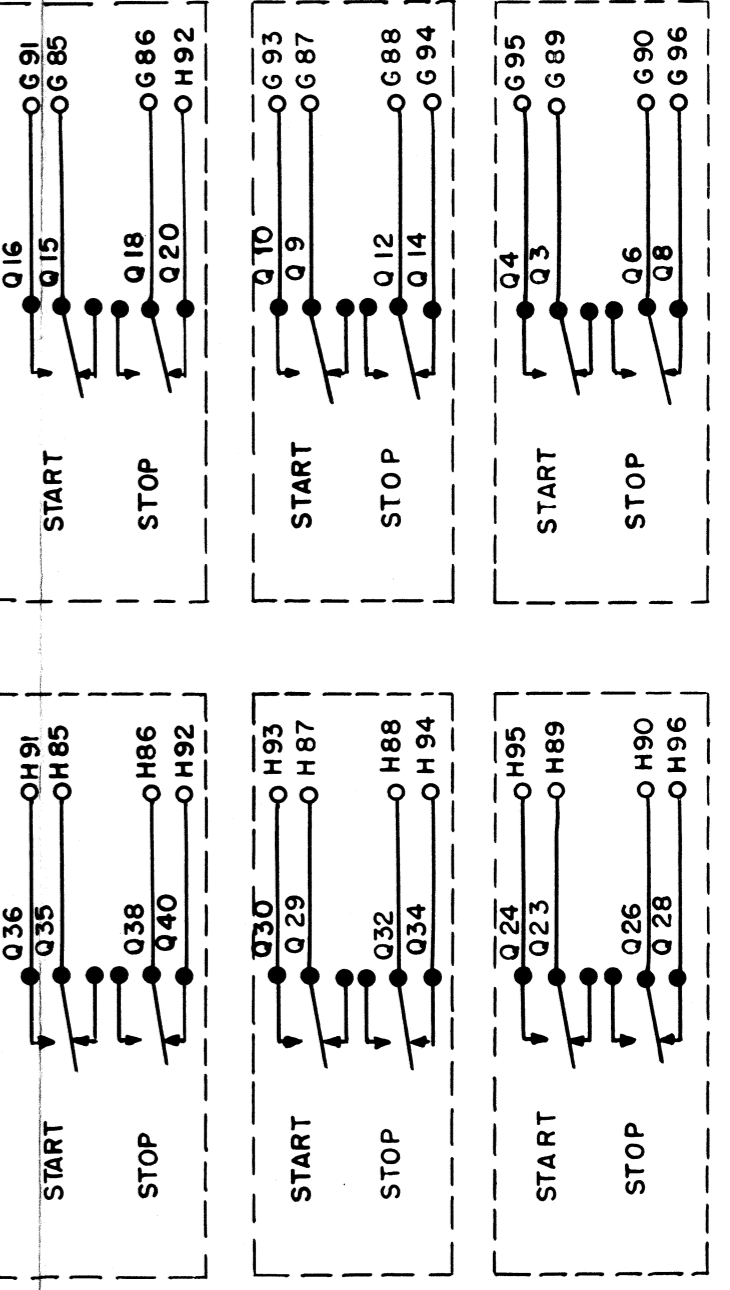 G91
G85
G86
H92
Q16
Q15
Q18
Q20
START
STOP
G93
G87
G88
G94
Q10
Q9
Q12
Q14
START
STOP
G95
G89
G90
G96
Q4
Q3
Q6
Q8
START
STOP
H91
H85
H86
H92
Q36
Q35
Q38
Q40
START
STOP
H93
H87
H88
H94
Q30
Q29
Q32
Q34
START
STOP
H95
H89
H90
H96
Q24
Q23
Q26
Q28
START
STOP